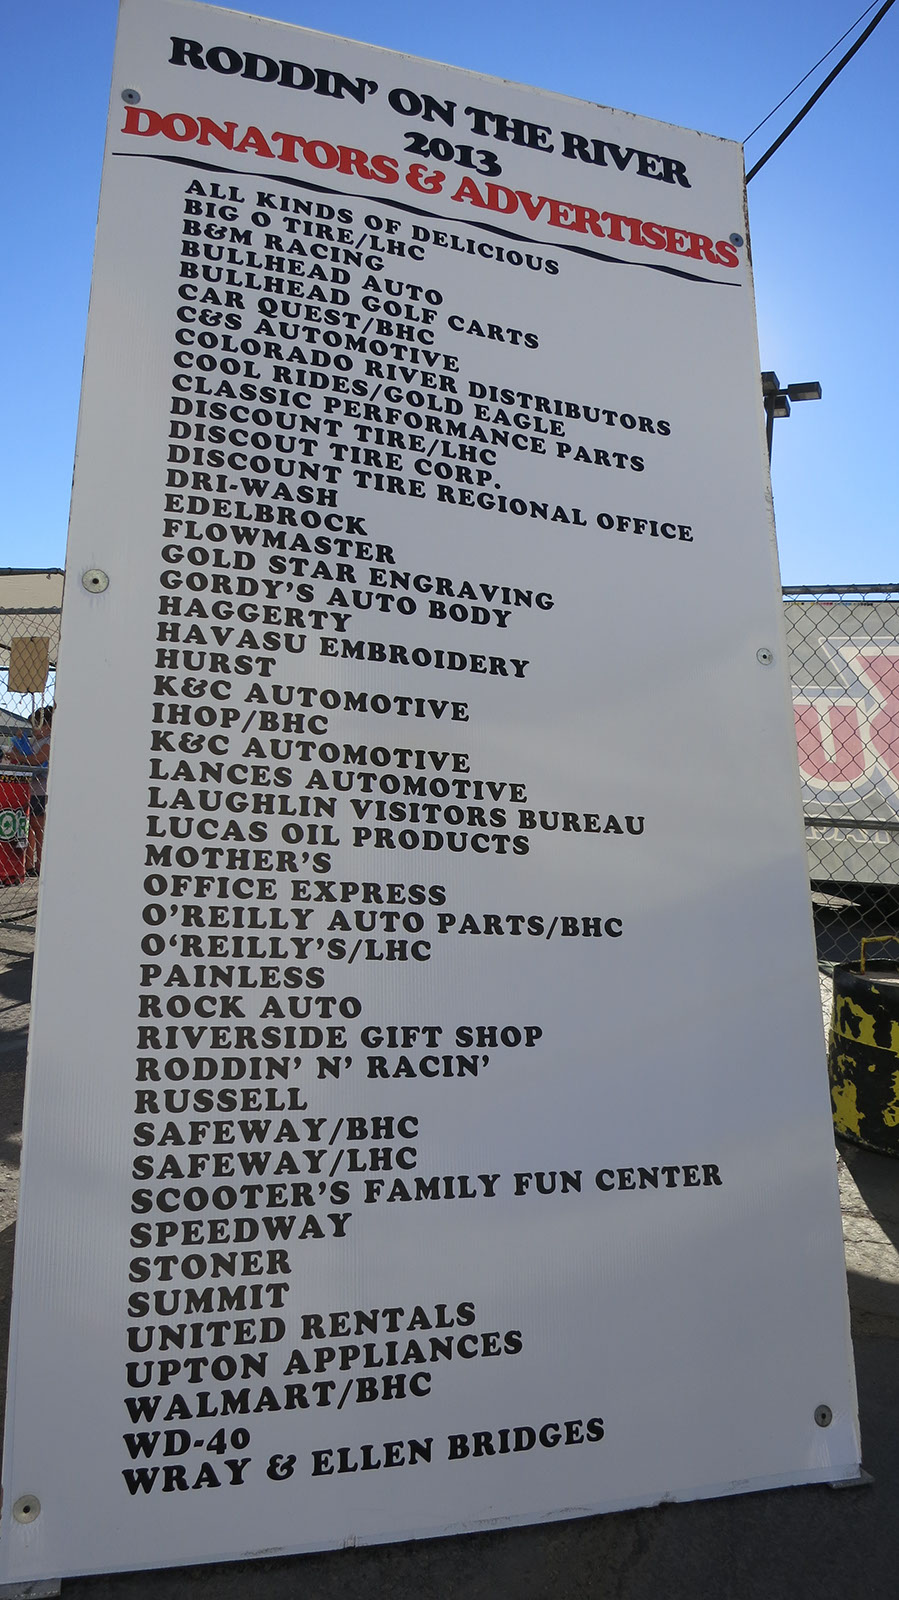 RODDIN' ON THE RIVER
2013
DONATORS & ADVERTISERS
ALL KINDS OF DELICIOUS
BIG O TIRE/LHC
B&M RACING
BULLHEAD AUTO
BULLHEAD GOLF CARTS
CAR QUEST/BHC
C&S AUTOMOTIVE
COLORADO RIVER DISTRIBUTORS
COOL RIDES/GOLD EAGLE
CLASSIC PERFORMANCE PARTS
DISCOUNT TIRE/LHC
DISCOUT TIRE CORP.
DISCOUNT TIRE REGIONAL OFFICE
DRI-WASH
EDELBROCK
FLOWMASTER
GOLD STAR ENGRAVING
GORDY'S AUTO BODY
HAGGERTY
HAVASU EMBROIDERY
HURST
K&C AUTOMOTIVE
IHOP/BHC
K&C AUTOMOTIVE
LANCES AUTOMOTIVE
LAUGHLIN VISITORS BUREAU
LUCAS OIL PRODUCTS
MOTHER'S
OFFICE EXPRESS
O'REILLY AUTO PARTS/BHC
O'REILLY'S/LHC
PAINLESS
ROCK AUTO
RIVERSIDE GIFT SHOP
RODDIN' N' RACIN'
RUSSELL
SAFEWAY/BHC
SAFEWAY/LHC
SCOOTER'S FAMILY FUN CENTER
SPEEDWAY
STONER
SUMMIT
UNITED RENTALS
UPTON APPLIANCES
WALMART/BHC
WD-40
WRAY & ELLEN BRIDGES